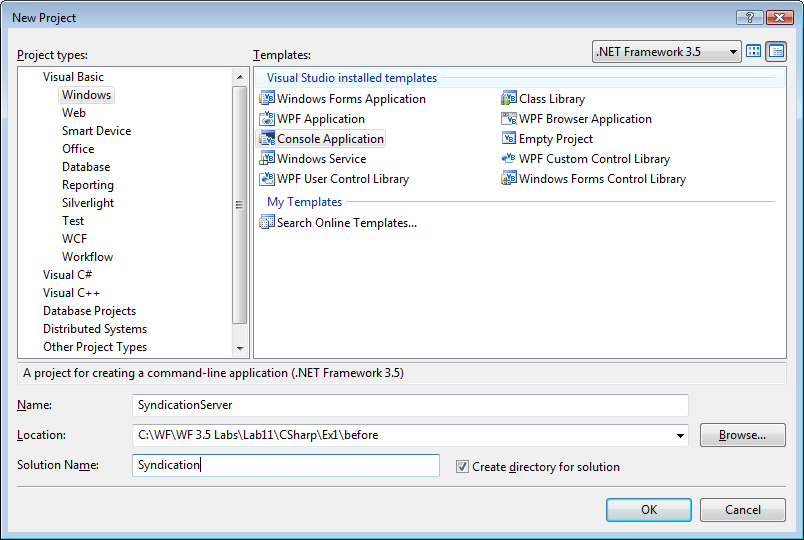 New Project
Project types:
Templates:
.NET Framework 3.5
Visual Basic
Windows
Web
Smart Device
Office
Database
Reporting
Silverlight
Test
WCF
Workflow
Visual C#
Visual C++
Database Projects
Distributed Systems
Other Project Types
Visual Studio installed templates
Windows Forms Application
Class Library
WPF Application
WPF Browser Application
Console Application
Empty Project
Windows Service
WPF Custom Control Library
WPF User Control Library
Windows Forms Control Library
My Templates
Search Online Templates...
A project for creating a command-line application (.NET Framework 3.5)
Name:
SyndicationServer
Location:
C:\WF\WF 3.5 Labs\Lab11\CSharp\Ex1\before
Browse...
Solution Name:
Syndication
Create directory for solution
OK
Cancel